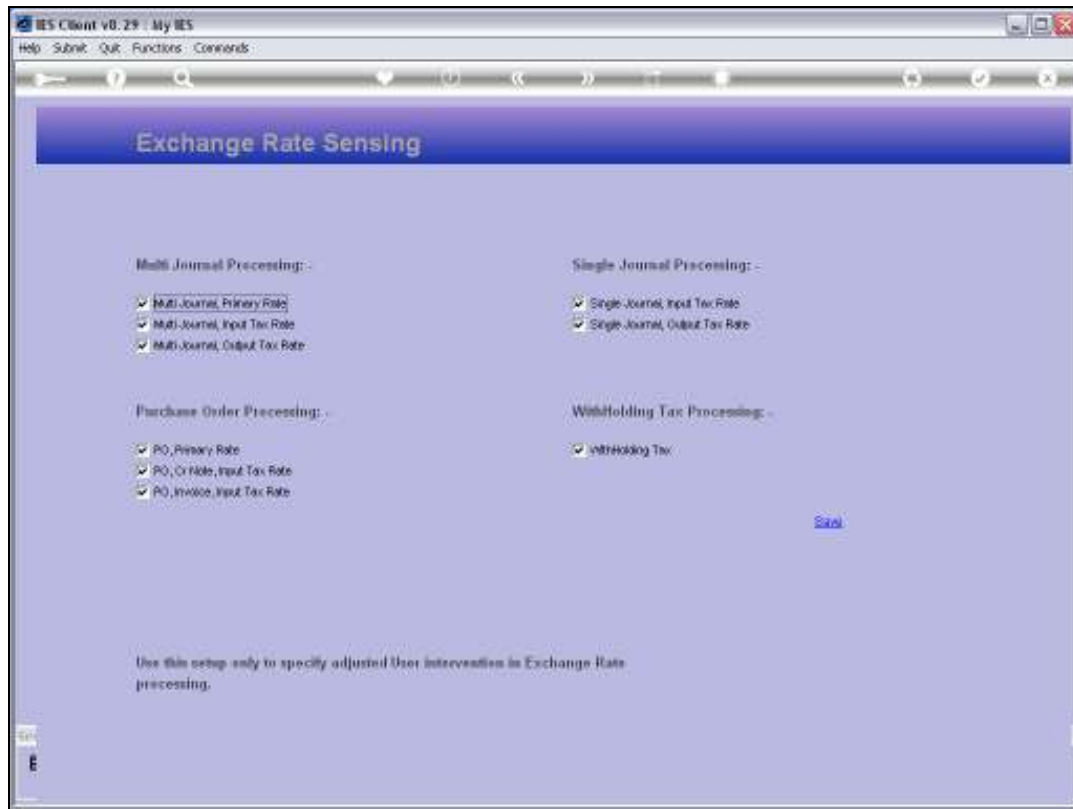 IES Client v8.29 : My IES
Help Submit Quit Functions Commands
Exchange Rate Sensing
Multi Journal Processing: -
Multi Journal, Primary Rate
Multi Journal, Input Tax Rate
Multi Journal, Output Tax Rate
Single Journal Processing: -
Single Journal, Input Tax Rate
Single Journal, Output Tax Rate
Purchase Order Processing: -
PO, Primary Rate
PO, Cr Note, Input Tax Rate
PO, Invoice, Input Tax Rate
WithHolding Tax Processing: -
WithHolding Tax
Save
Use this setup only to specify adjusted User intervention in Exchange Rate
processing.